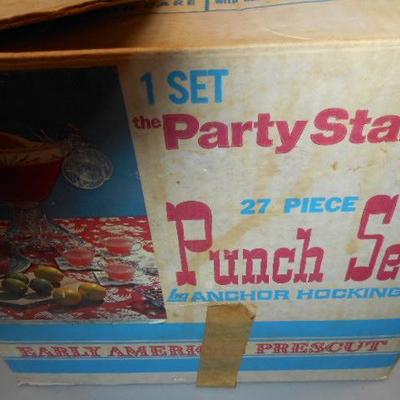 1 SET
the Party Sta
27 PIECE
Punch Se
by ANCHOR HOCKING
EARLY AMERIC PRESCUT